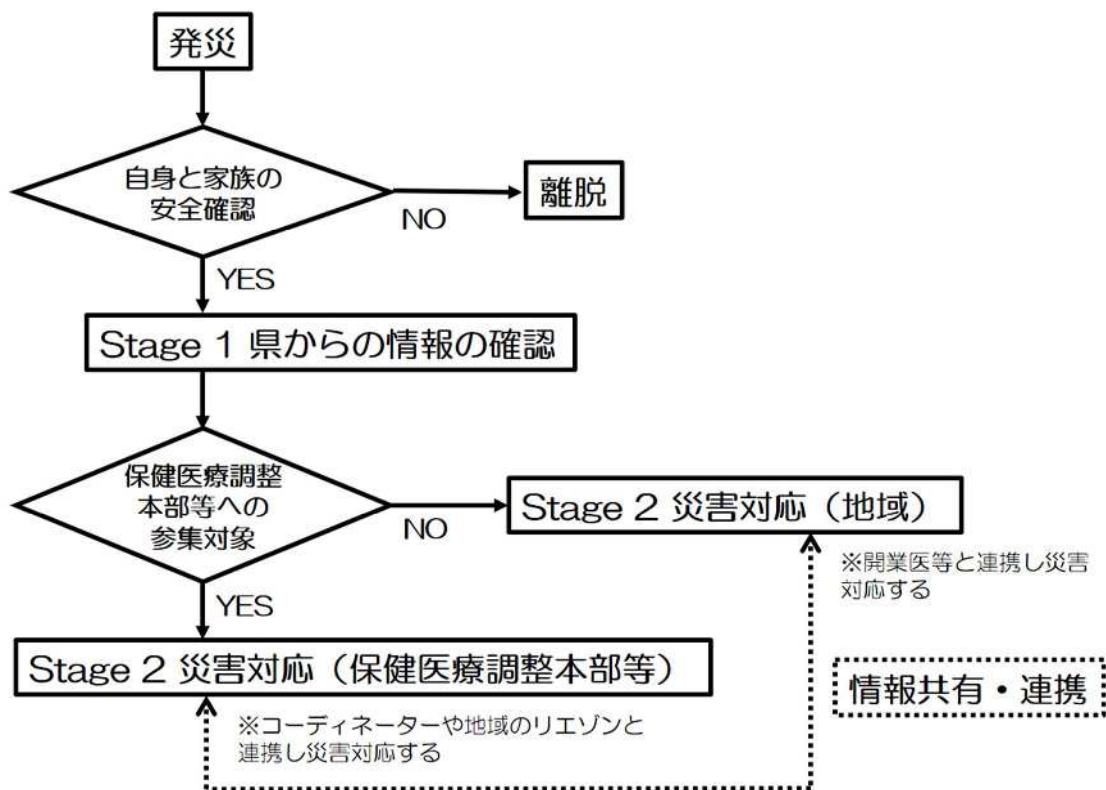 発災
自身と家族の
安全確認
NO
離脱
YES
Stage 1 県からの情報の確認
保健医療調整
本部等への
参集対象
NO
Stage 2 災害対応（地域）
※開業医等と連携し災害
対応する
YES
Stage 2 災害対応（保健医療調整本部等）
※コーディネーターや地域のリエゾンと
連携し災害対応する
情報共有・連携